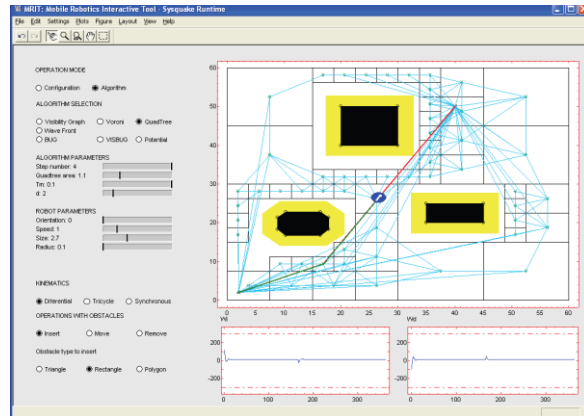 MRIT: Mobile Robotics Interactive Tool - Sysquake Runtime
File Edit Settings Plots Figure Layout View Help
OPERATION MODE
Configuration Algorithm
ALGORITHM SELECTION
Visibility Graph Voroni QuadTree
Wave Front
BUG VISBUG Potential
ALGORITHM PARAMETERS
Step number: 4
Quadtree area: 1.1
Tm: 0.1
d: 2
ROBOT PARAMETERS
Orientation: 0
Speed: 1
Size: 2.7
Radius: 0.1
KINEMATICS
Differential Tricycle Synchronous
OPERATIONS WITH OBSTACLES
Insert Move Remove
Obstacle type to insert
Triangle Rectangle Polygon
60
50
40
30
20
10
0
0 5 10 15 20 25 30 35 40 45 50 55 60
200
0
-200
0 100 200 300
200
0
-200
0 100 200 300